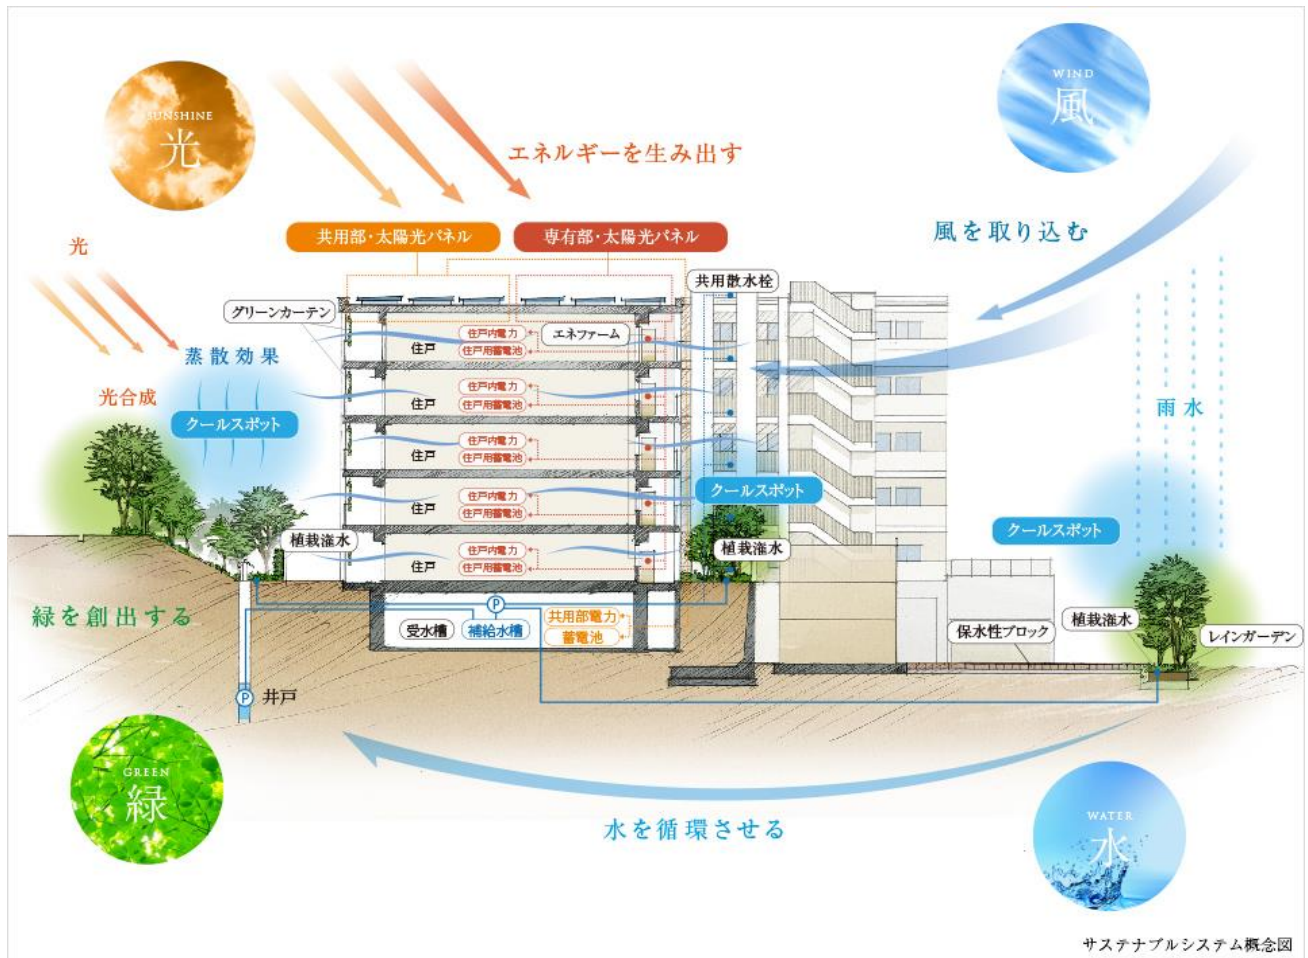 SUNSHINE
光
WIND
風
エネルギーを生み出す
風を取り込む
光
共用部・太陽光パネル
専有部・太陽光パネル
共用散水栓
グリーンカーテン
エネファーム
住戸
住戸内電力
住戸用蓄電池
蒸散効果
光合成
クールスポット
住戸
住戸内電力
住戸用蓄電池
雨水
住戸
住戸内電力
住戸用蓄電池
クールスポット
住戸
住戸内電力
住戸用蓄電池
クールスポット
植栽潅水
住戸
住戸内電力
住戸用蓄電池
植栽潅水
緑を創出する
受水槽
P
補給水槽
共用部電力
蓄電池
保水性ブロック
植栽潅水
レインガーデン
P
井戸
GREEN
緑
水を循環させる
WATER
水
サステナブルシステム概念図